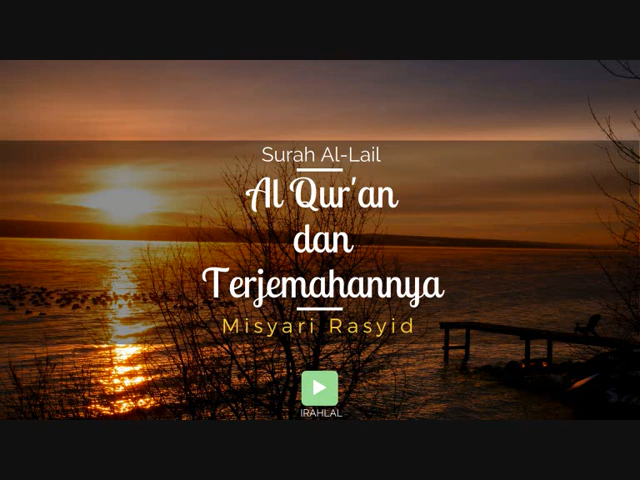 Surah Al-Lail
Al Qur'an
dan
Terjemahannya
Misyari Rasyid
IRAHLAL